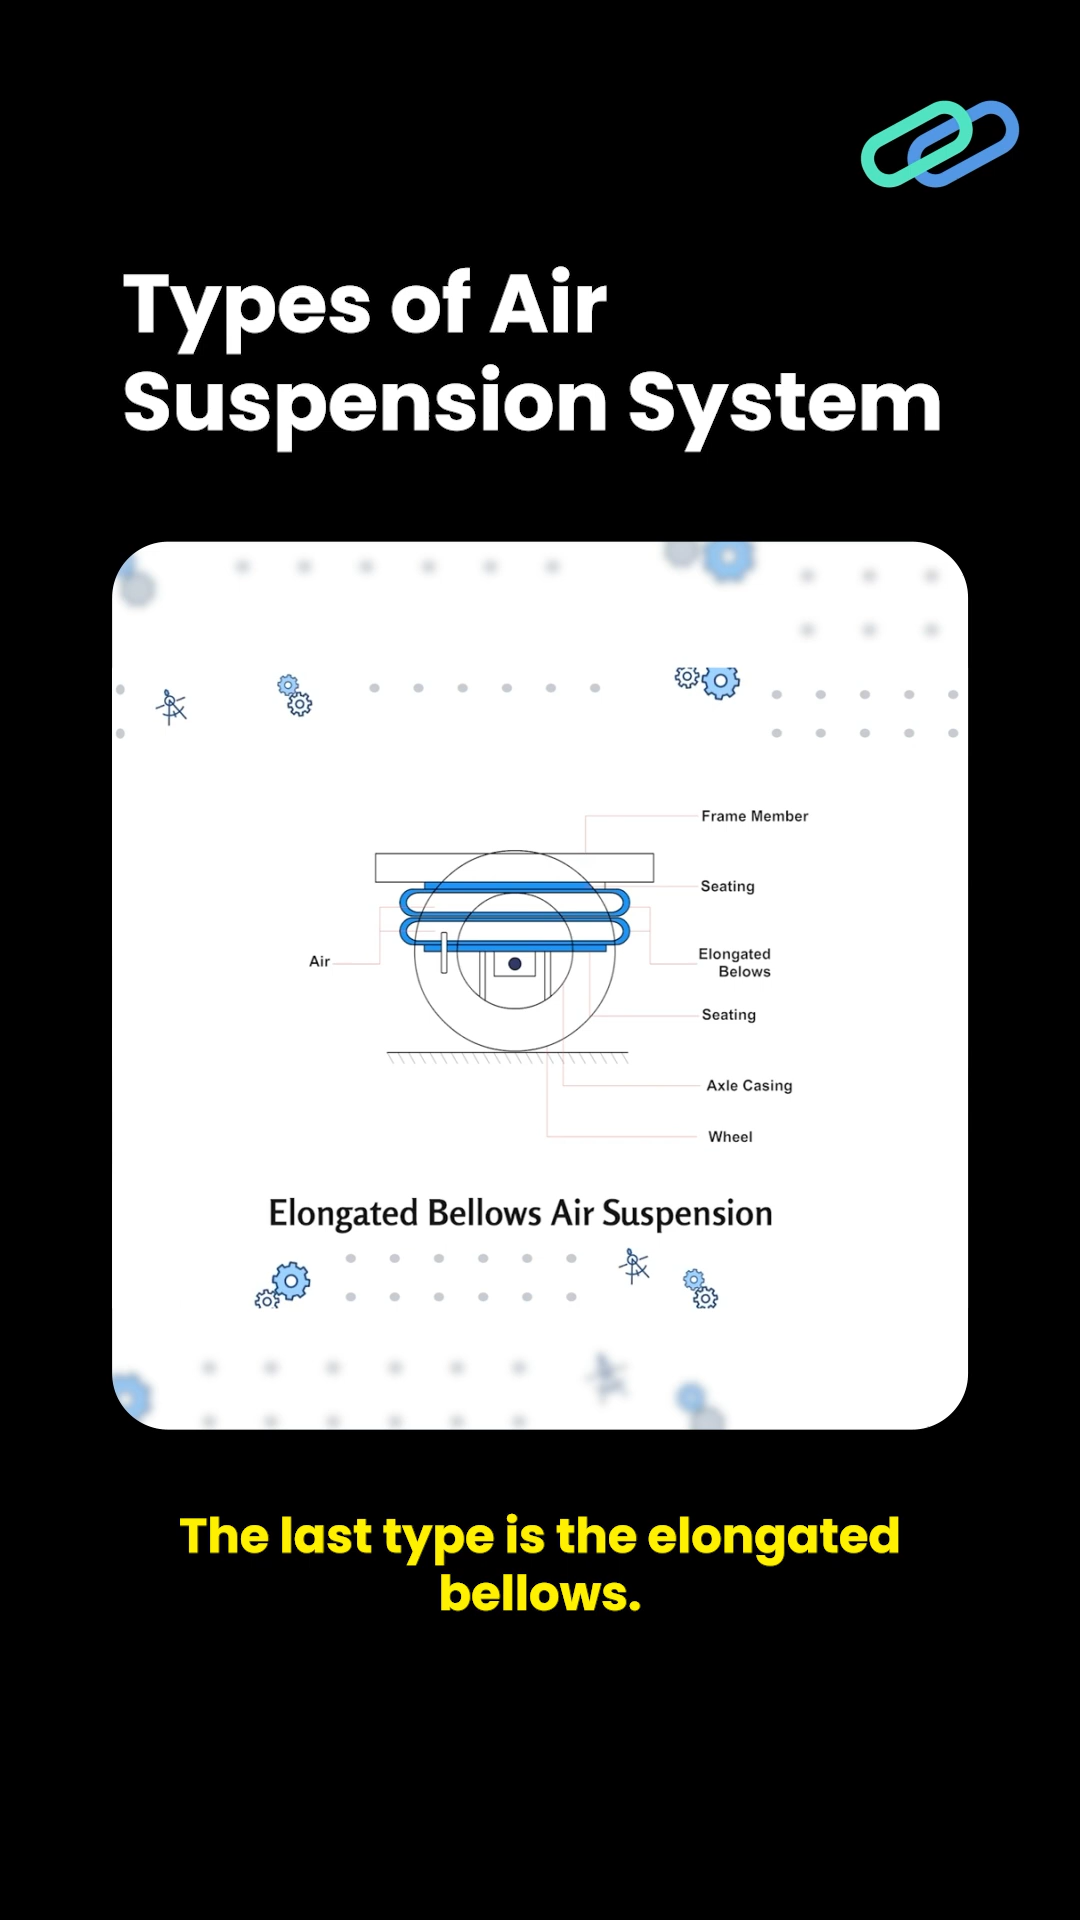 Types of Air
Suspension System
Frame Member
Seating
Elongated
Belows
Air
Seating
Axle Casing
Wheel
Elongated Bellows Air Suspension
The last type is the elongated
bellows.